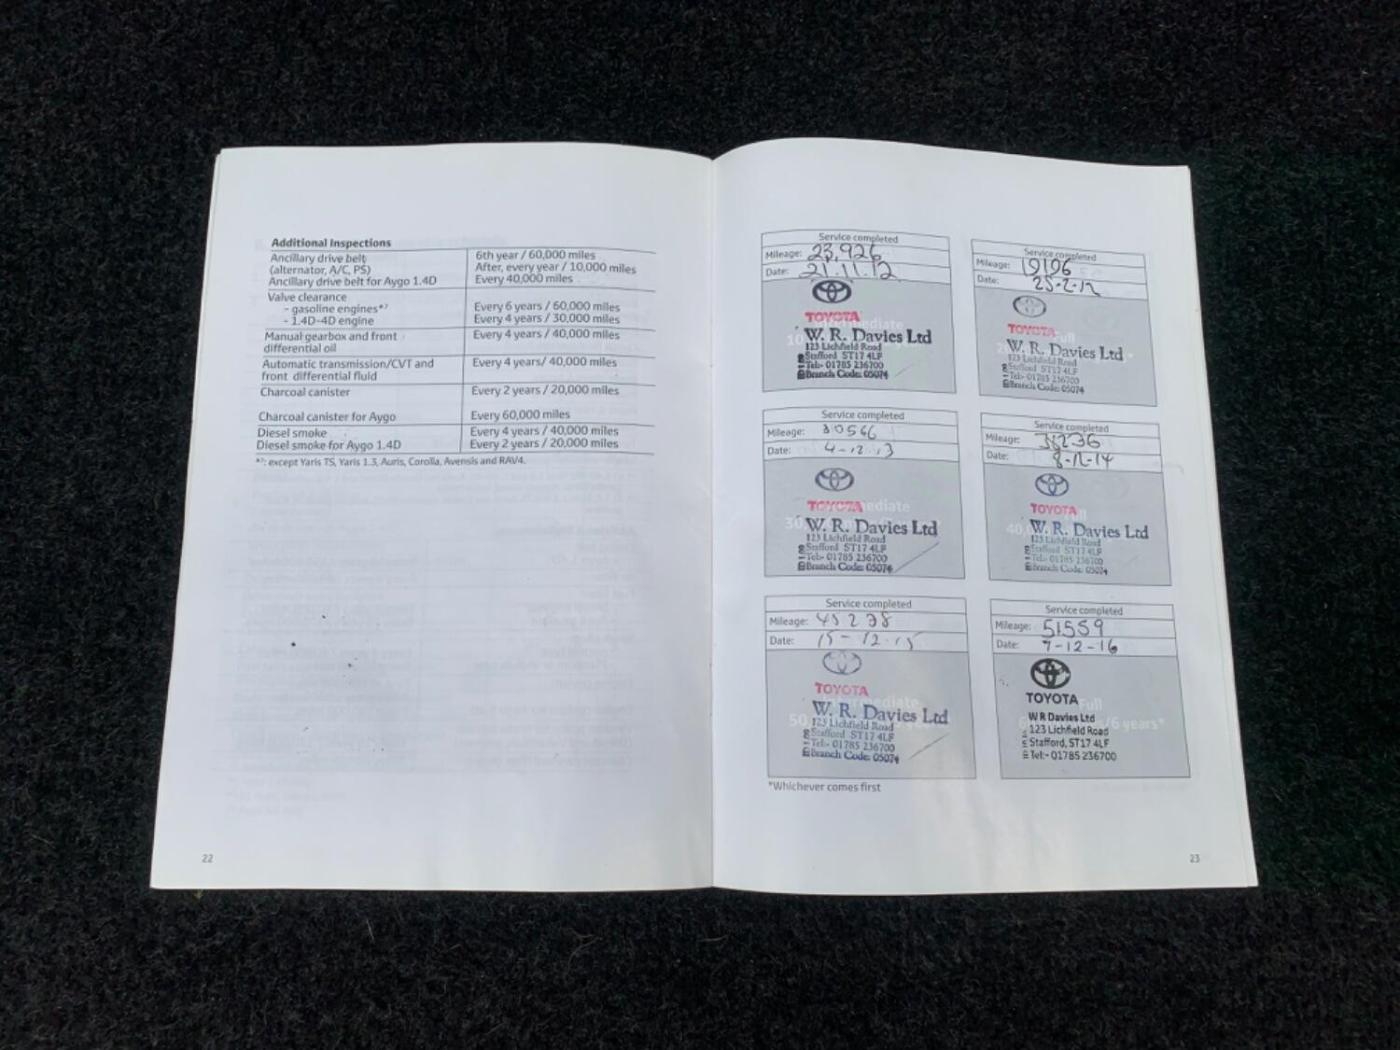 Additional Inspections
Ancillary drive belt 6th year / 60,000 miles
(alternator, A/C, PS) After, every year / 10,000 miles
Ancillary drive belt for Aygo 1.4D Every 40,000 miles
Valve clearance
- gasoline engines*⁷ Every 6 years / 60,000 miles
- 1.4D-4D engine Every 4 years / 30,000 miles
Manual gearbox and front Every 4 years / 40,000 miles
differential oil
Automatic transmission/CVT and Every 4 years/ 40,000 miles
front differential fluid
Charcoal canister Every 2 years / 20,000 miles
Charcoal canister for Aygo Every 60,000 miles
Diesel smoke Every 4 years / 40,000 miles
Diesel smoke for Aygo 1.4D Every 2 years / 20,000 miles
*⁷: except Yaris TS, Yaris 1.3, Auris, Corolla, Avensis and RAV4.
22
Service completed
Mileage: 23,926
Date: 21.11.12
TOYOTA
W. R. Davies Ltd
123 Lichfield Road
Stafford ST17 4LF
Tel:- 01785 236700
Branch Code: 05074
Service completed
Mileage: 19196
Date: 25-2-12
TOYOTA
Full
W. R. Davies Ltd
123 Lichfield Road
Stafford ST17 4LF
Tel:- 01785 236700
Branch Code: 05074
Service completed
Mileage: 30566
Date: 4-12-13
TOYOTA
W. R. Davies Ltd
123 Lichfield Road
Stafford ST17 4LF
Tel:- 01785 236700
Branch Code: 05074
Service completed
Mileage:
Date: 8-12-14
TOYOTA
W. R. Davies Ltd
123 Lichfield Road
Stafford ST17 4LF
Tel:- 01785 236700
Branch Code: 05074
Service completed
Mileage: 45238
Date: 15-12-15
TOYOTA
W. R. Davies Ltd
123 Lichfield Road
Stafford ST17 4LF
Tel:- 01785 236700
Branch Code: 05074
Service completed
Mileage: 51559
Date: 7-12-16
TOYOTA
Full
W R Davies Ltd
/6 years*
123 Lichfield Road
Stafford, ST17 4LF
Tel:- 01785 236700
*Whichever comes first
23